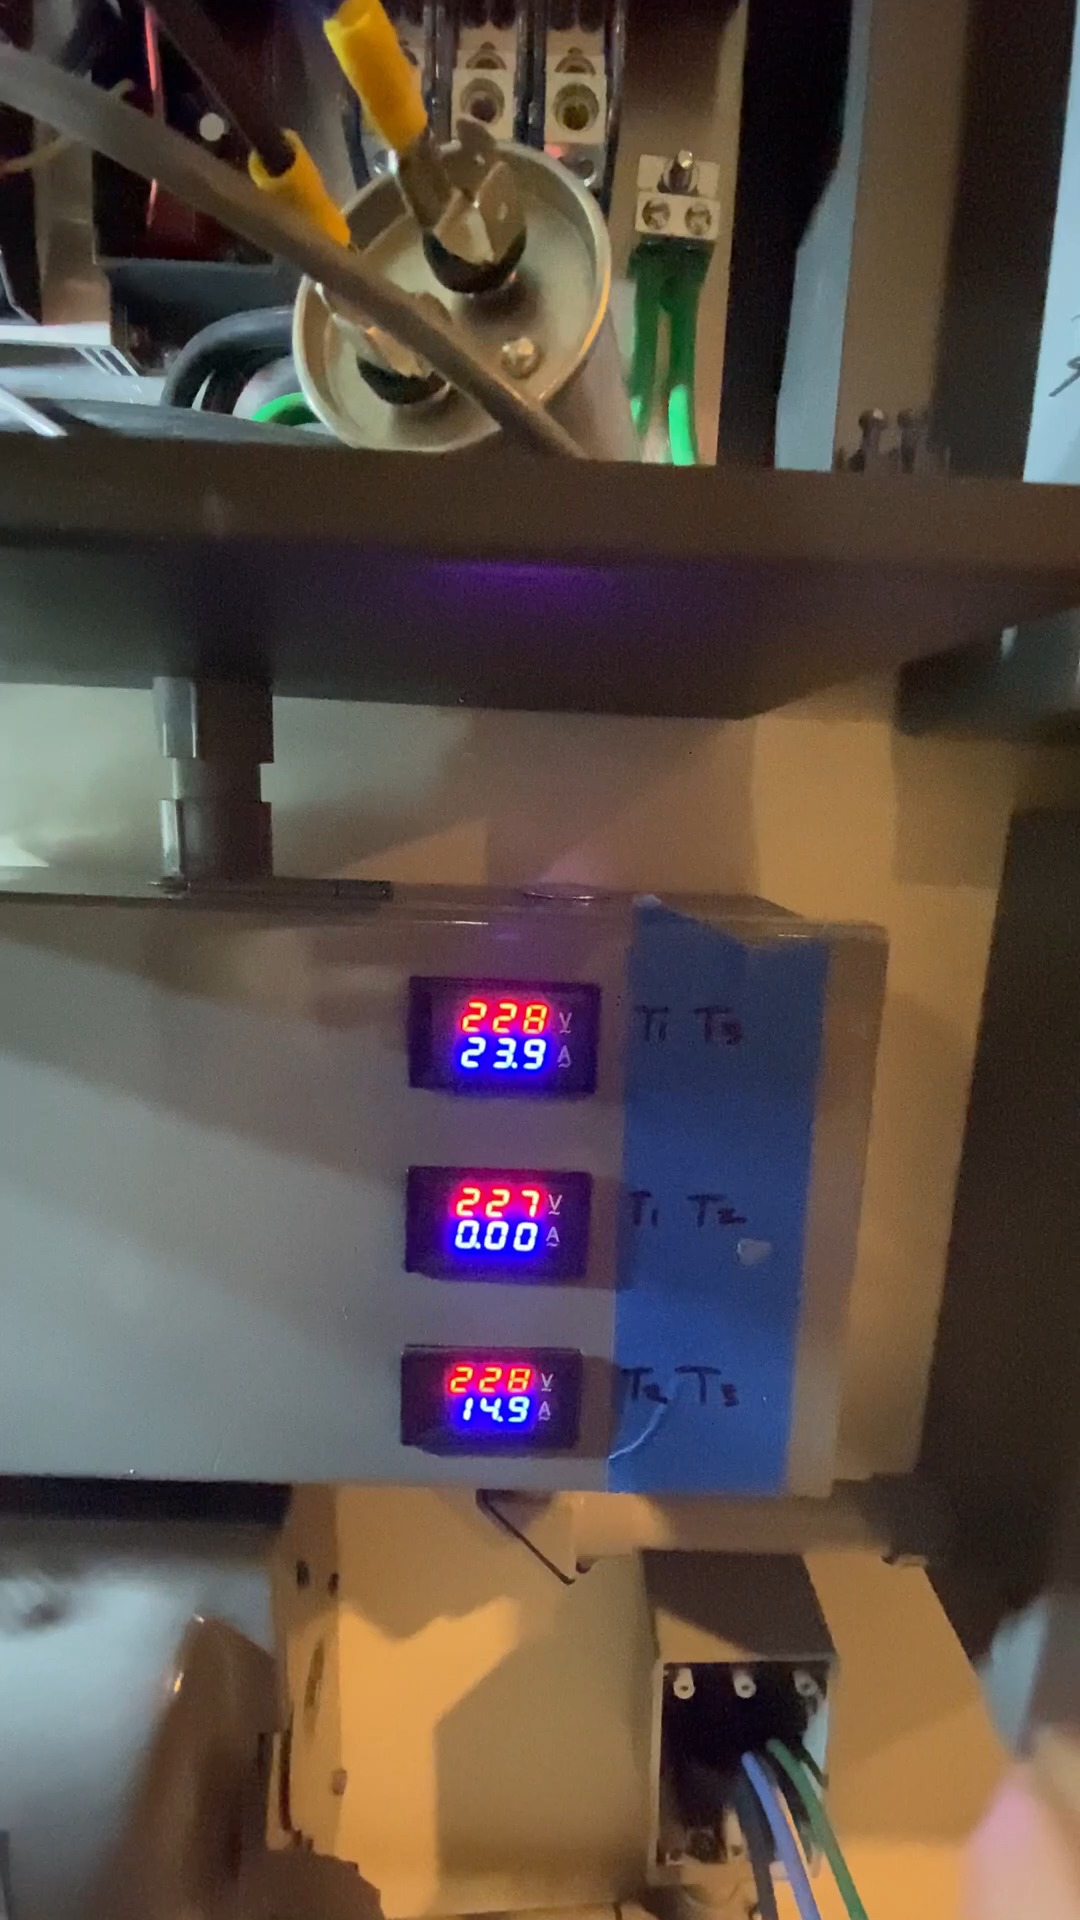 228 V
23.9 A
T1 T3
227 V
0.00 A
T1 T2
228 V
14.9 A
T2 T3